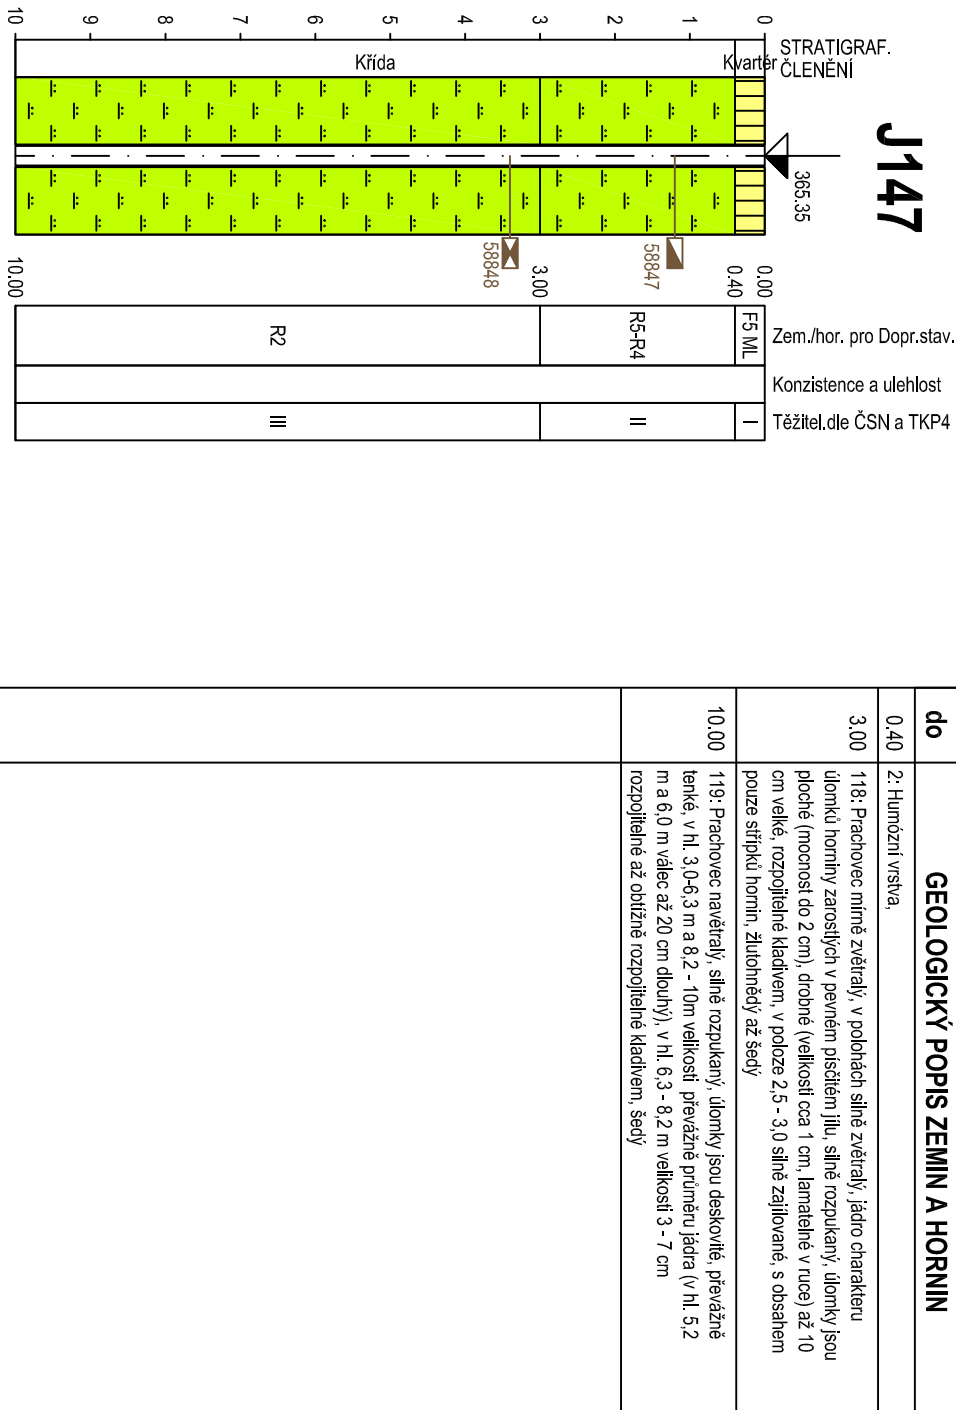 J147
STRATIGRAF.
ČLENĚNÍ
365.35
0
1
2
3
4
5
6
7
8
9
10
Kvartér
Křída
58847
58848
0.00
0.40
3.00
10.00
Zem./hor. pro Dopr.stav.
F5 ML
R5-R4
R2
Konzistence a ulehlost
Těžitel.dle ČSN a TKP4
I
II
III
do
GEOLOGICKÝ POPIS ZEMIN A HORNIN
0.40
2: Humózní vrstva,
3.00
118: Prachovec mírně zvětralý, v polohách silně zvětralý, jádro charakteru
úlomků horniny zarostlých v pevném písčitém jílu, silně rozpukaný, úlomky jsou
ploché (mocnost do 2 cm), drobné (velikosti cca 1 cm, lamatelné v ruce) až 10
cm velké, rozpojitelné kladivem, v poloze 2,5 - 3,0 silně zajílované, s obsahem
pouze střípků hornin, žlutohnědý až šedý
10.00
119: Prachovec navětralý, silně rozpukaný, úlomky jsou deskovité, převážně
tenké, v hl. 3,0-6,3 m a 8,2 - 10m velikosti převážně průměru jádra (v hl. 5,2
m a 6,0 m válec až 20 cm dlouhý), v hl. 6,3 - 8,2 m velikosti 3 - 7 cm
rozpojitelné až obtížně rozpojitelné kladivem, šedý